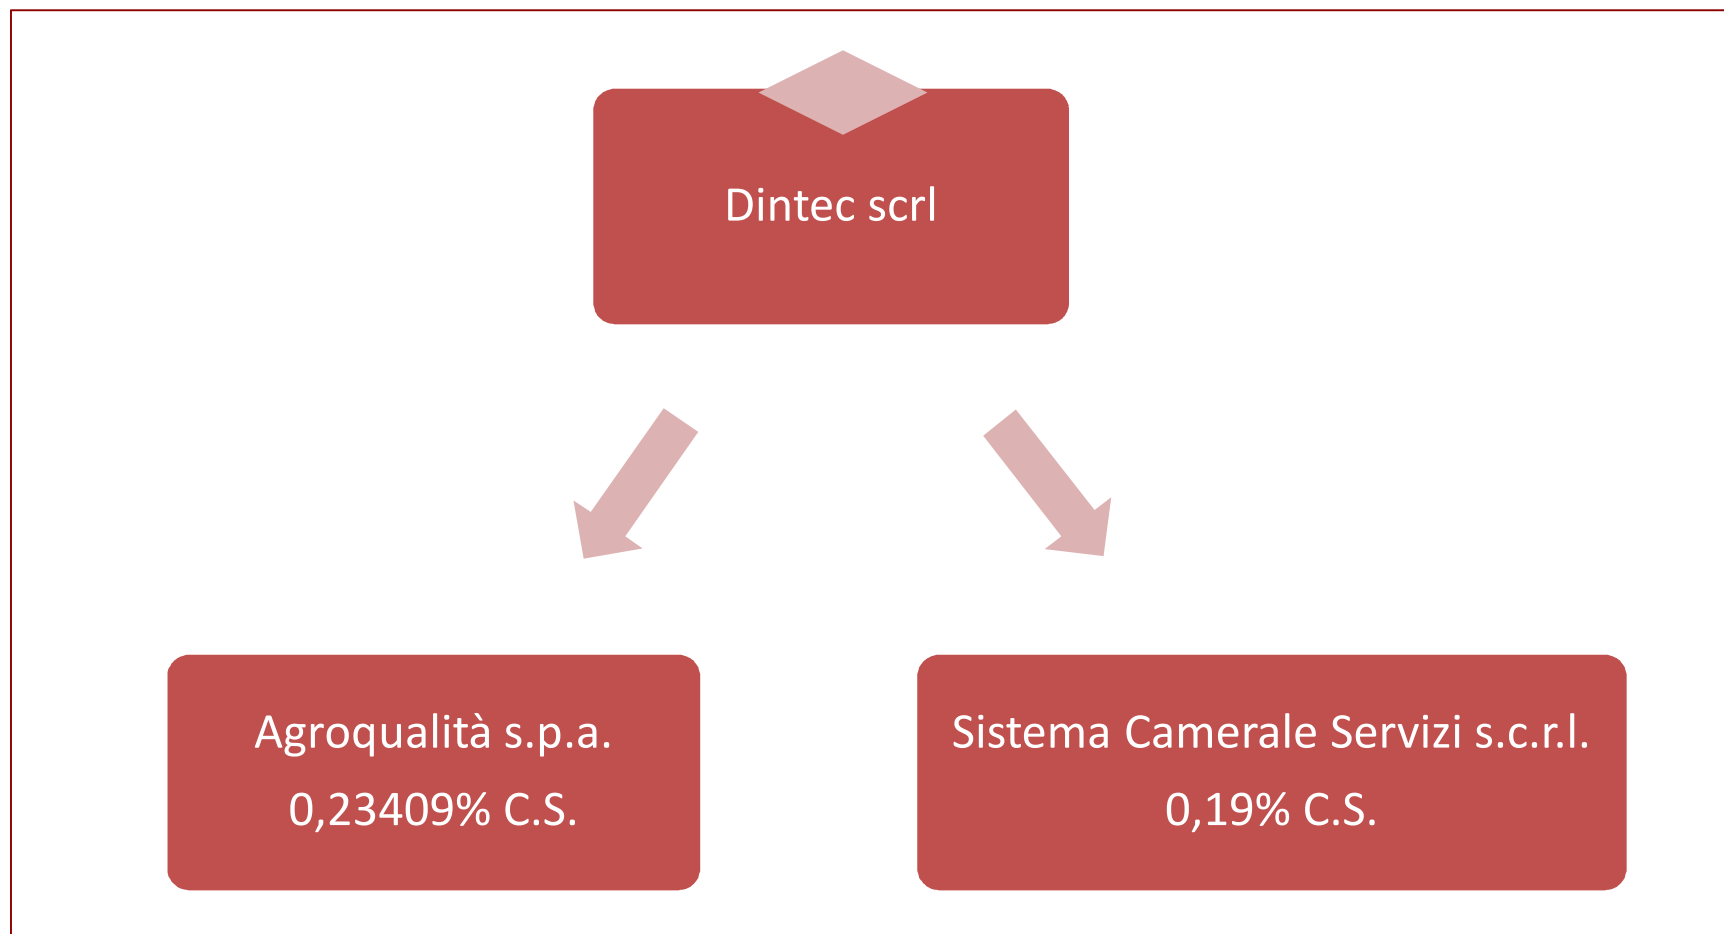 Dintec scrl
Agroqualità s.p.a.
0,23409% C.S.
Sistema Camerale Servizi s.c.r.l.
0,19% C.S.